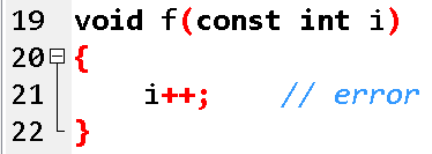 19 void f(const int i)
20 {
21     i++;    // error
22 }